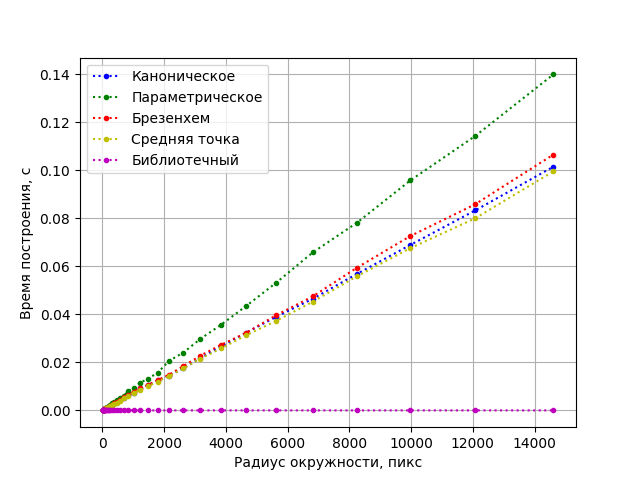 Каноническое
Параметрическое
Брезенхем
Средняя точка
Библиотечный
0.14
0.12
0.10
0.08
0.06
0.04
0.02
0.00
Время построения, с
0 2000 4000 6000 8000 10000 12000 14000
Радиус окружности, пикс